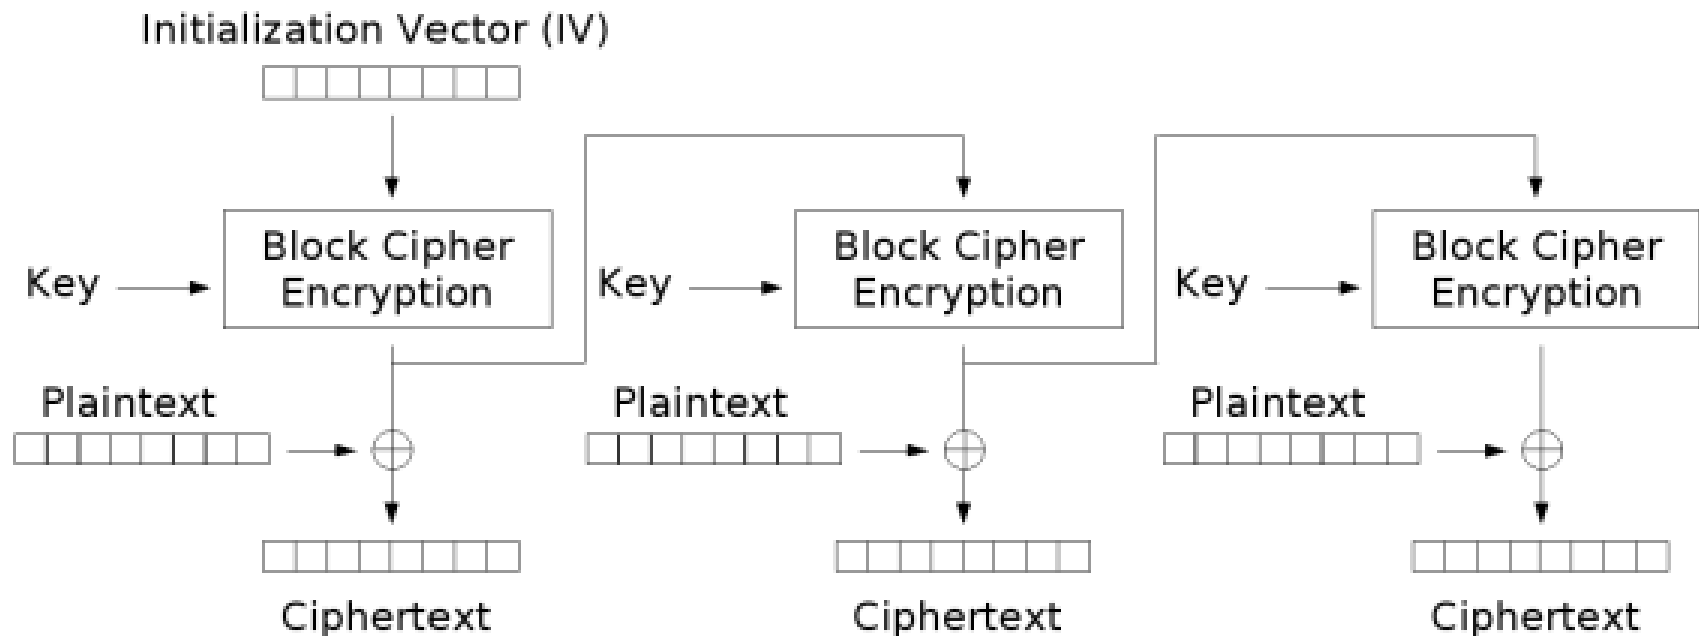 Initialization Vector (IV)
Block Cipher
Encryption
Key
Block Cipher
Encryption
Key
Block Cipher
Encryption
Key
Plaintext
Plaintext
Plaintext
Ciphertext
Ciphertext
Ciphertext